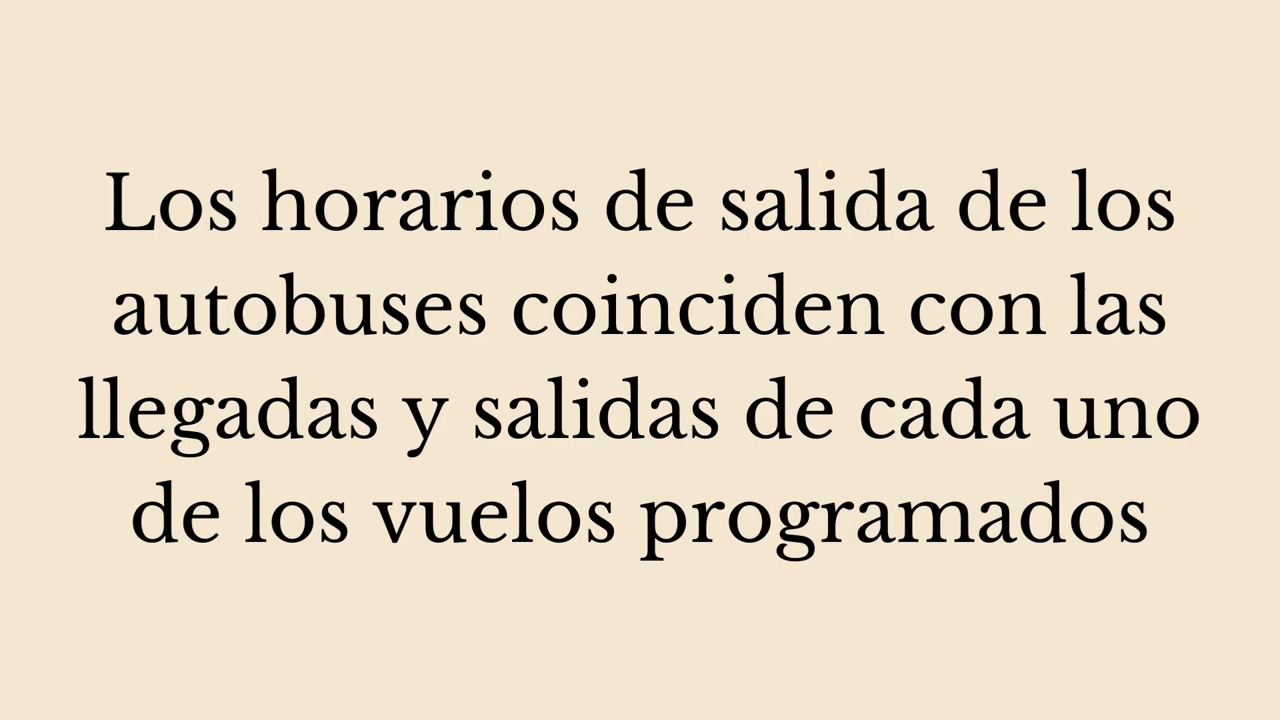 Los horarios de salida de los
autobuses coinciden con las
llegadas y salidas de cada uno
de los vuelos programados